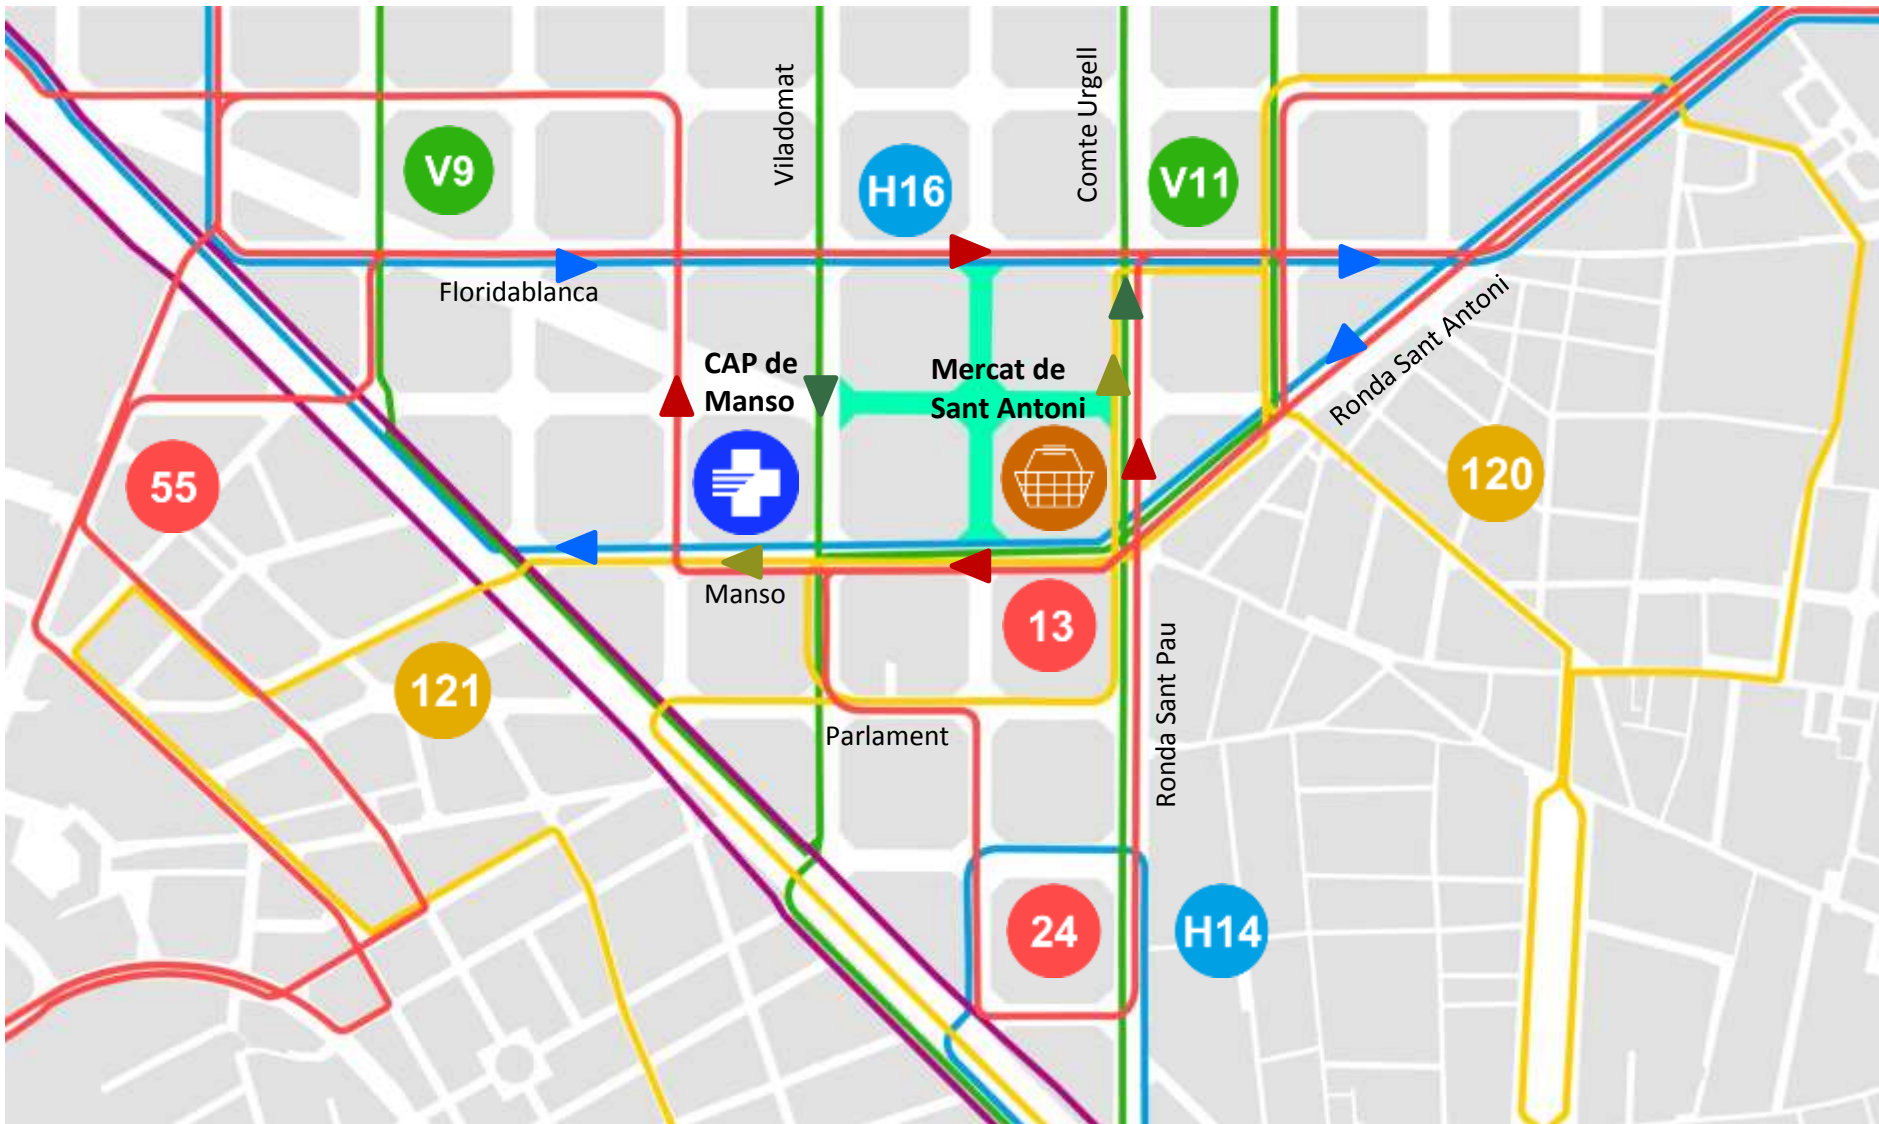 Viladomat
Comte Urgell
V9
H16
V11
Floridablanca
Ronda Sant Antoni
CAP de
Manso
Mercat de
Sant Antoni
55
120
Manso
13
121
Ronda Sant Pau
Parlament
24
H14